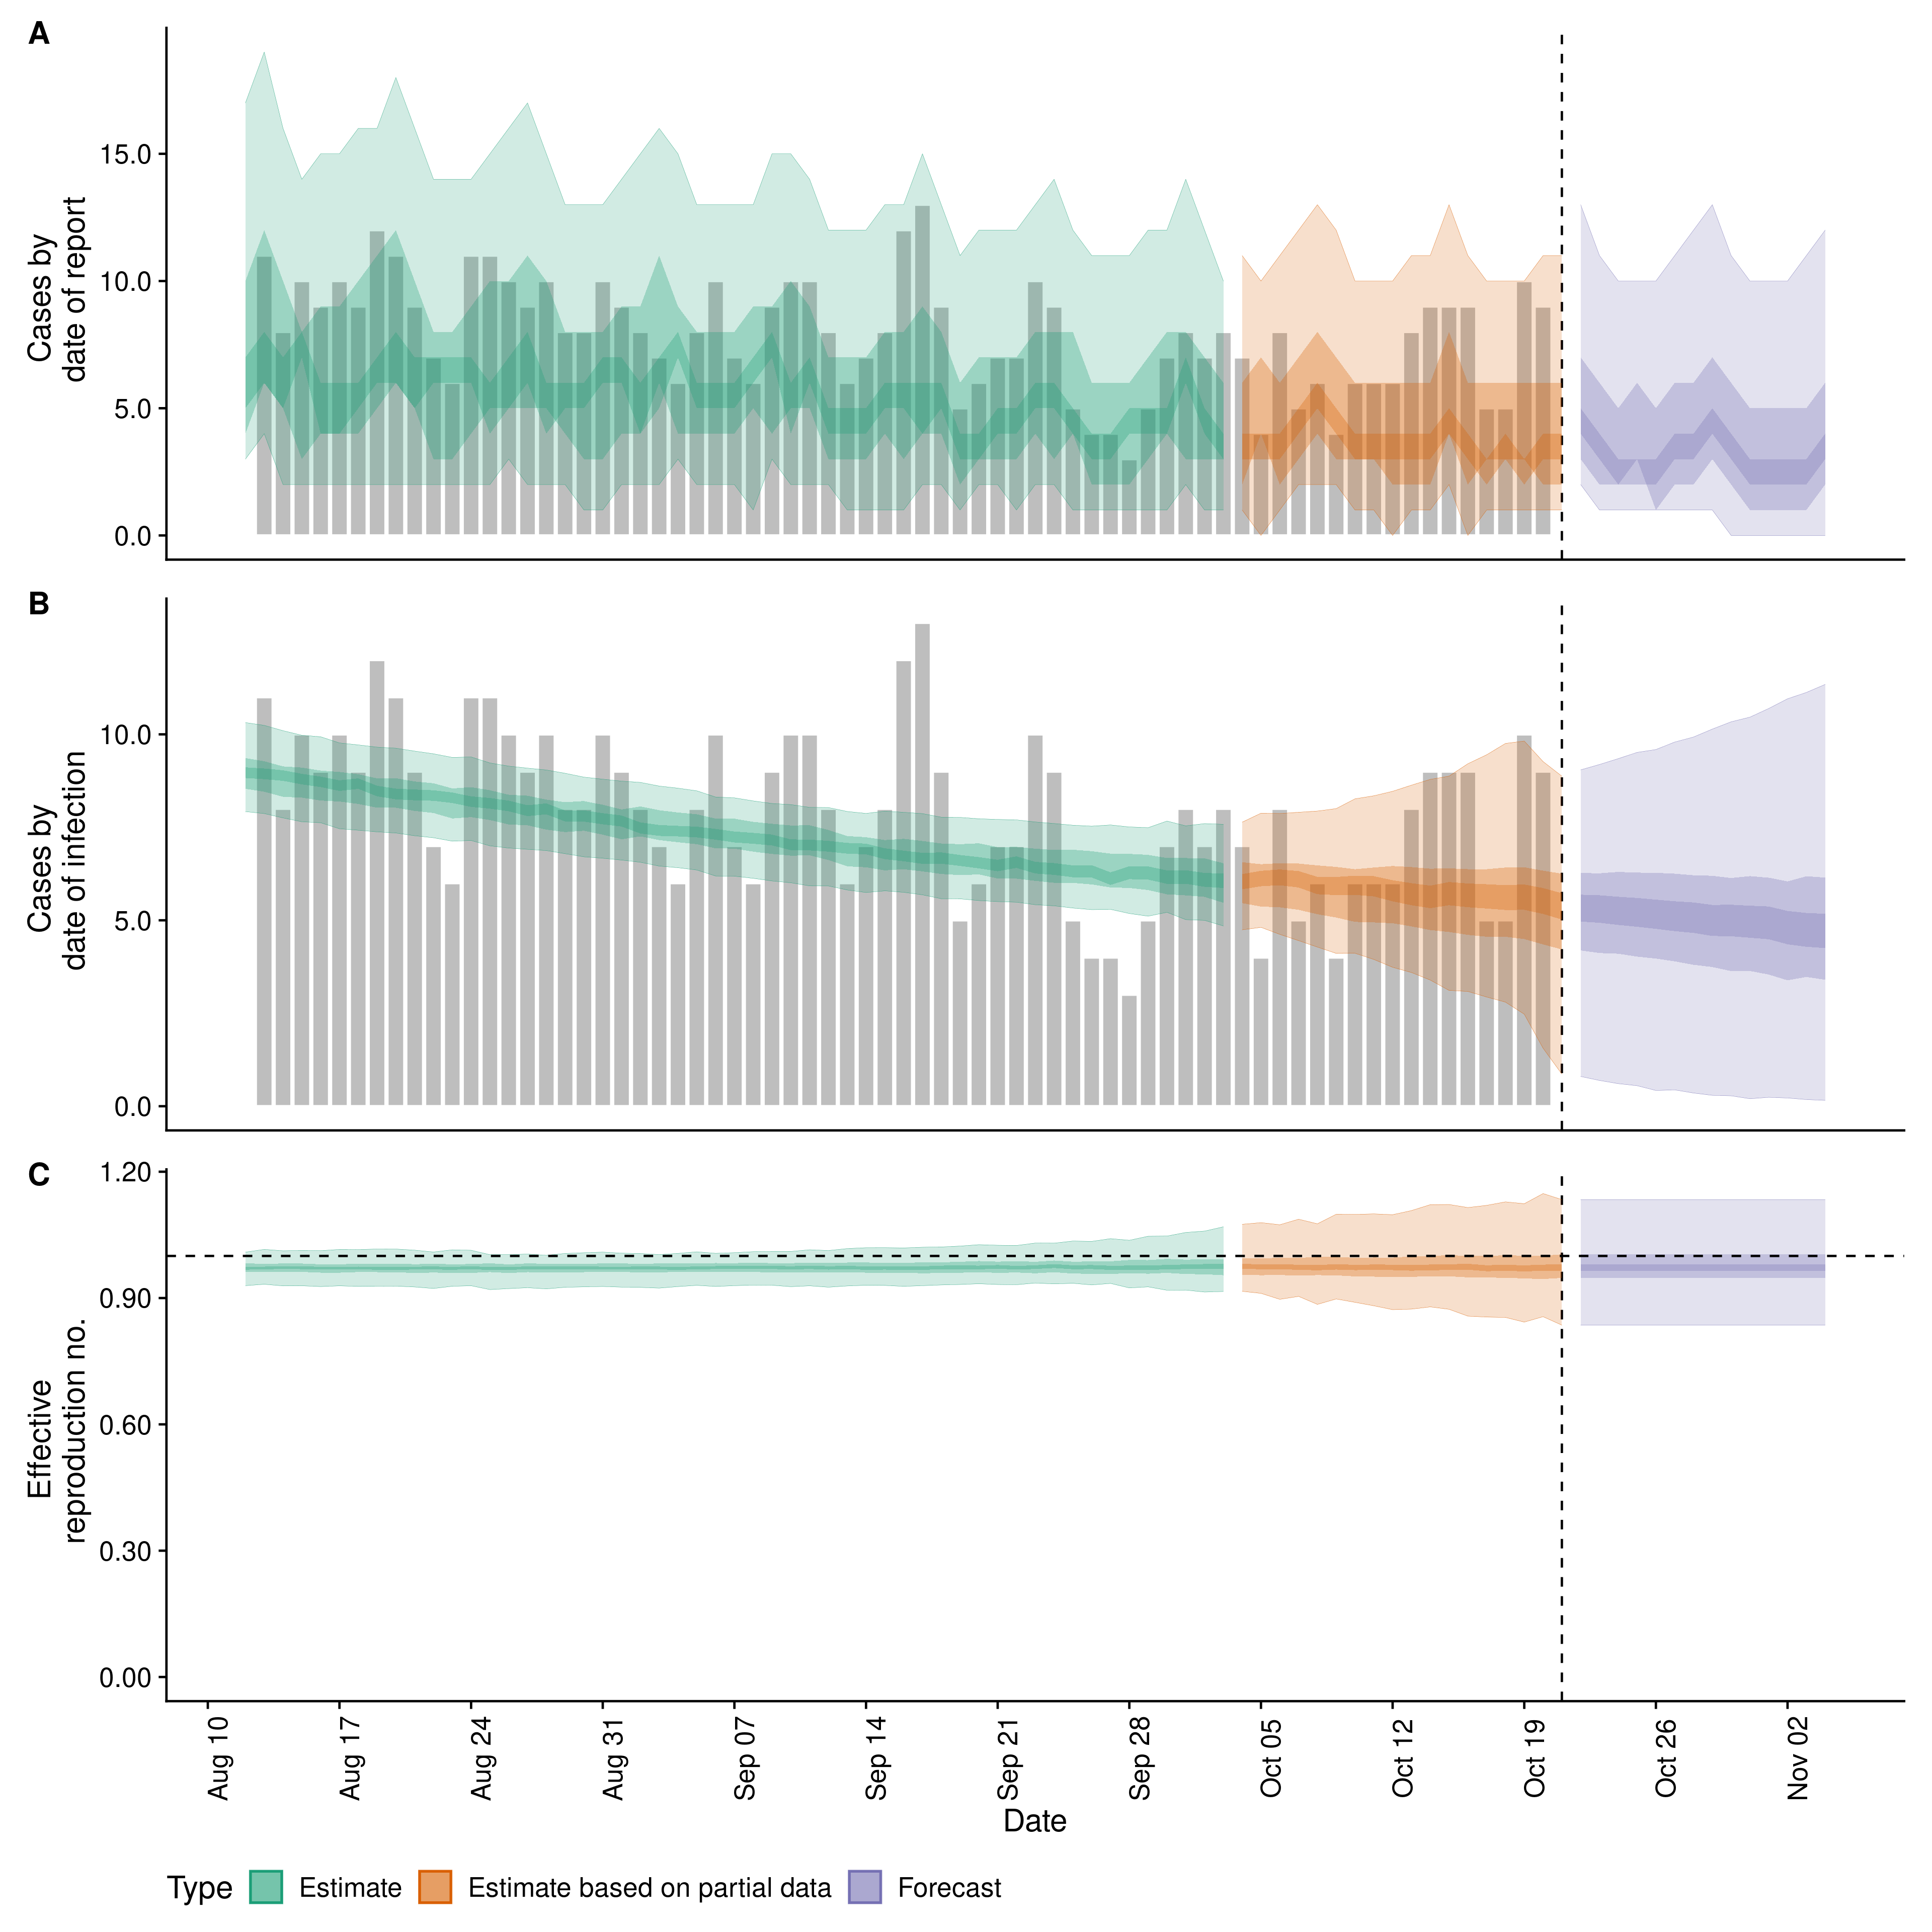 A
Cases by
date of report
15.0
10.0
5.0
0.0
B
Cases by
date of infection
10.0
5.0
0.0
C
Effective
reproduction no.
1.20
0.90
0.60
0.30
0.00
Aug 10
Aug 17
Aug 24
Aug 31
Sep 07
Sep 14
Sep 21
Sep 28
Oct 05
Oct 12
Oct 19
Oct 26
Nov 02
Date
Type Estimate Estimate based on partial data Forecast